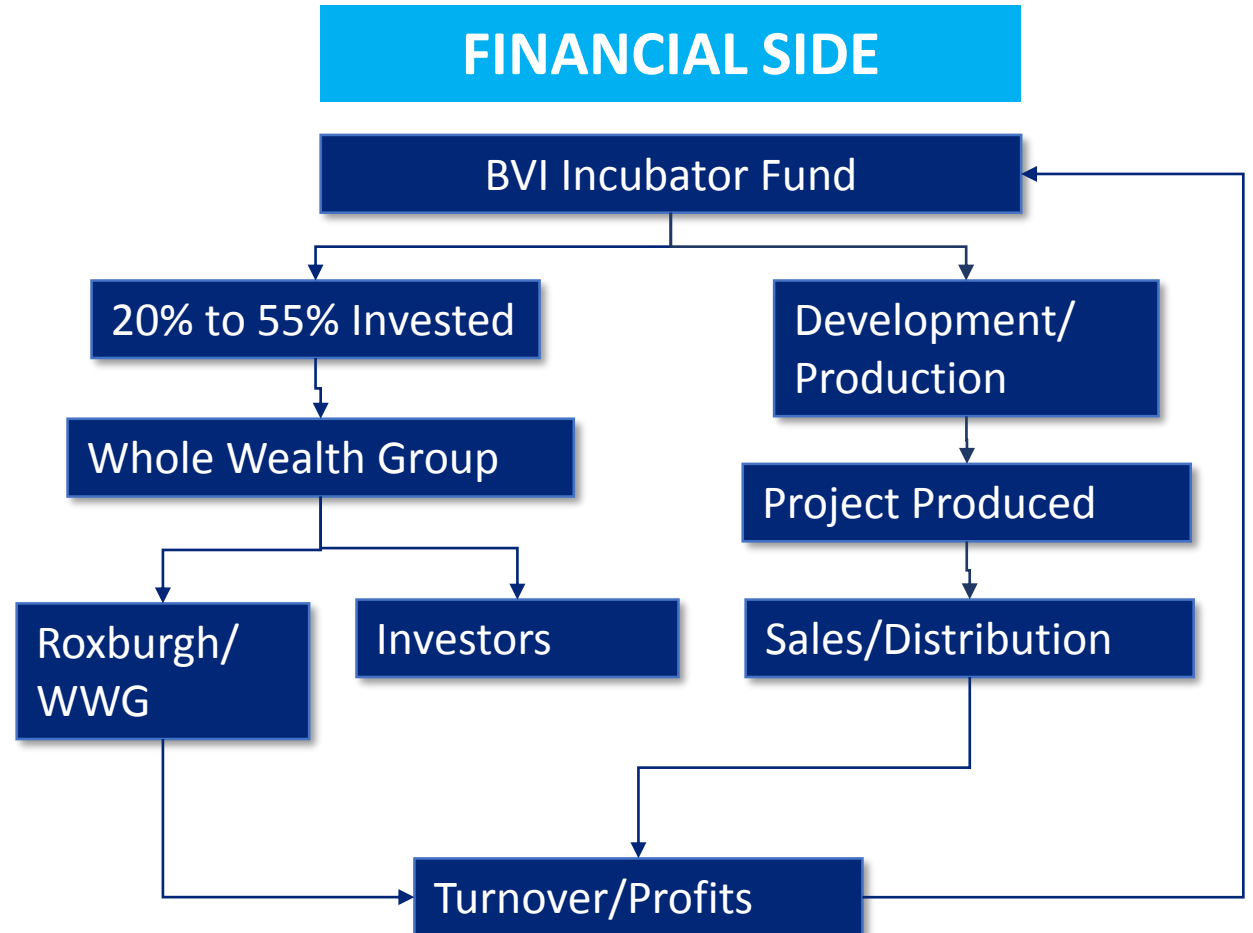 FINANCIAL SIDE
BVI Incubator Fund
20% to 55% Invested
Development/
Production
Whole Wealth Group
Project Produced
Roxburgh/
WWG
Investors
Sales/Distribution
Turnover/Profits